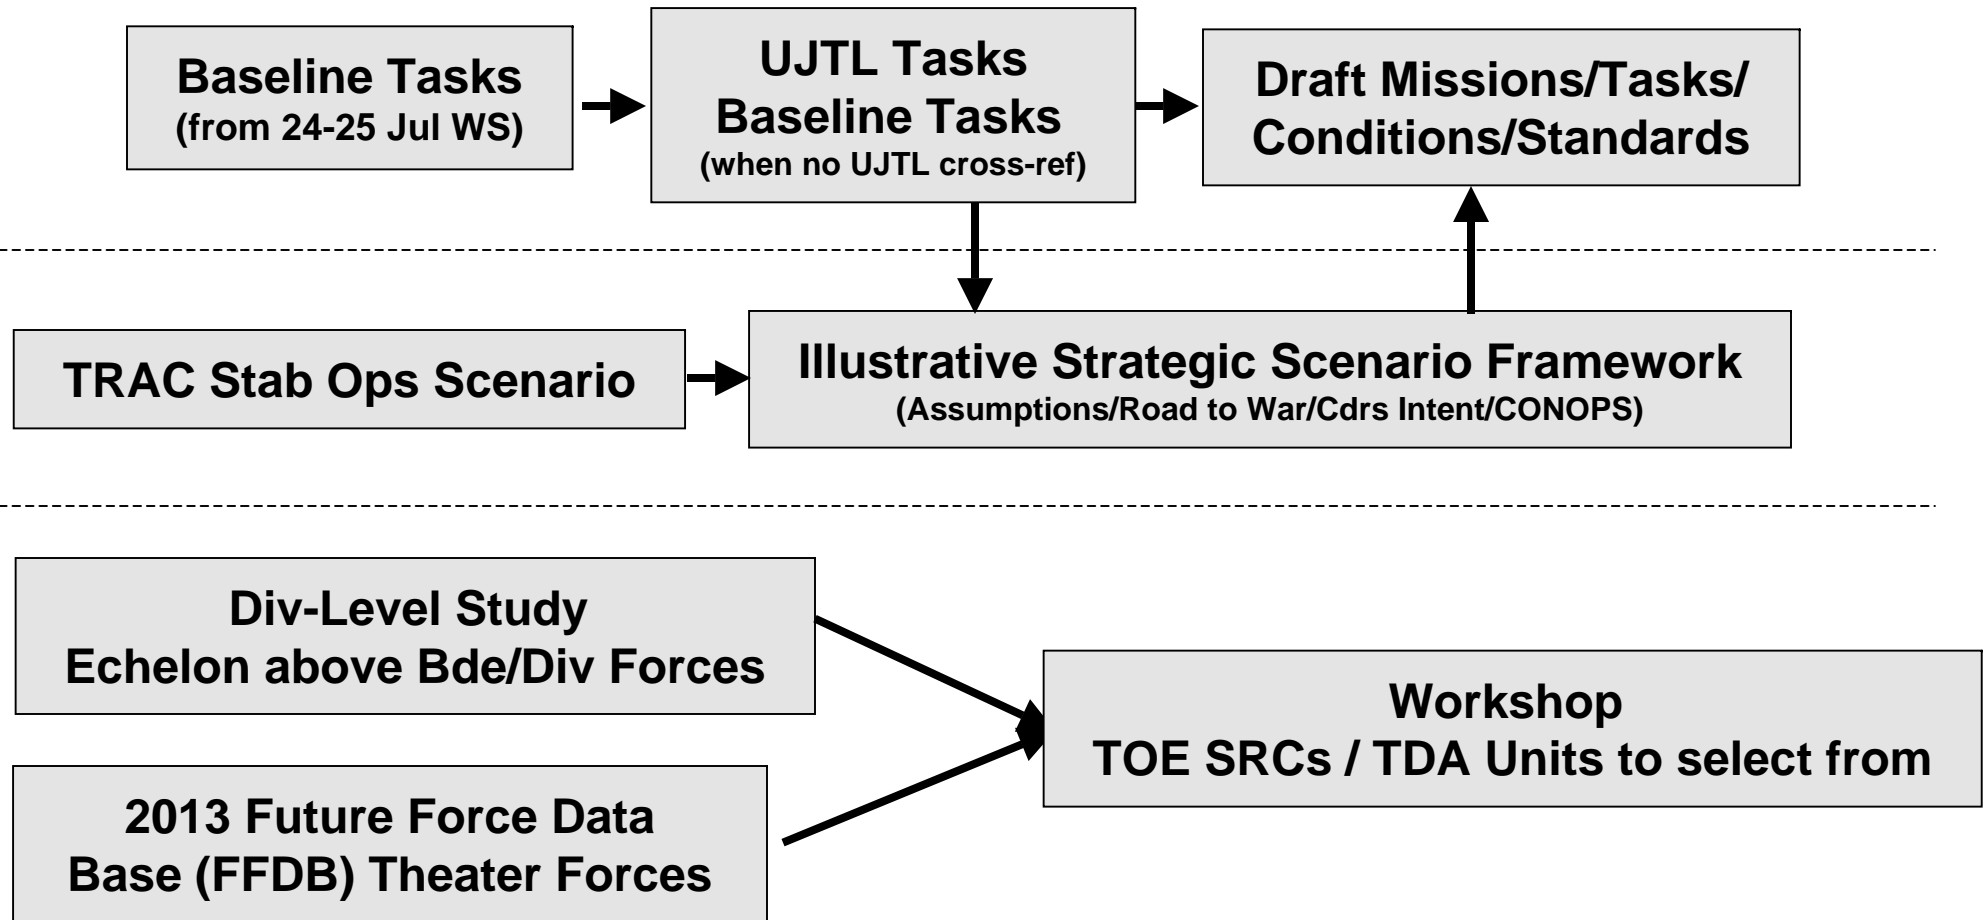 Baseline Tasks
(from 24-25 Jul WS)
UJTL Tasks
Baseline Tasks
(when no UJTL cross-ref)
Draft Missions/Tasks/
Conditions/Standards
TRAC Stab Ops Scenario
Illustrative Strategic Scenario Framework
(Assumptions/Road to War/Cdrs Intent/CONOPS)
Div-Level Study
Echelon above Bde/Div Forces
Workshop
TOE SRCs / TDA Units to select from
2013 Future Force Data
Base (FFDB) Theater Forces